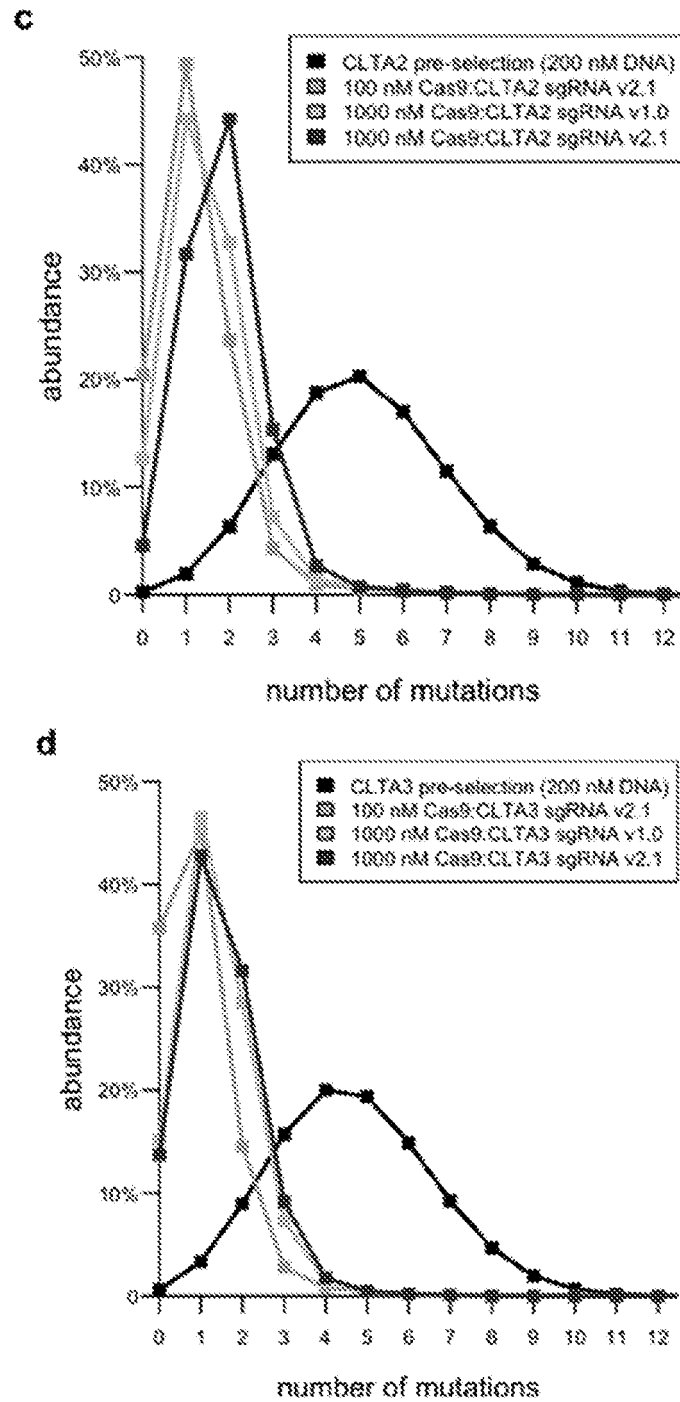 c
50%
40%
30%
20%
10%
0
abundance
CLTA2 pre-selection (200 nM DNA)
100 nM Cas9:CLTA2 sgRNA v2.1
1000 nM Cas9:CLTA2 sgRNA v1.0
1000 nM Cas9:CLTA2 sgRNA v2.1
0 1 2 3 4 5 6 7 8 9 10 11 12
number of mutations
d
50%
40%
30%
20%
10%
0
abundance
CLTA3 pre-selection (200 nM DNA)
100 nM Cas9:CLTA3 sgRNA v2.1
1000 nM Cas9:CLTA3 sgRNA v1.0
1000 nM Cas9:CLTA3 sgRNA v2.1
0 1 2 3 4 5 6 7 8 9 10 11 12
number of mutations